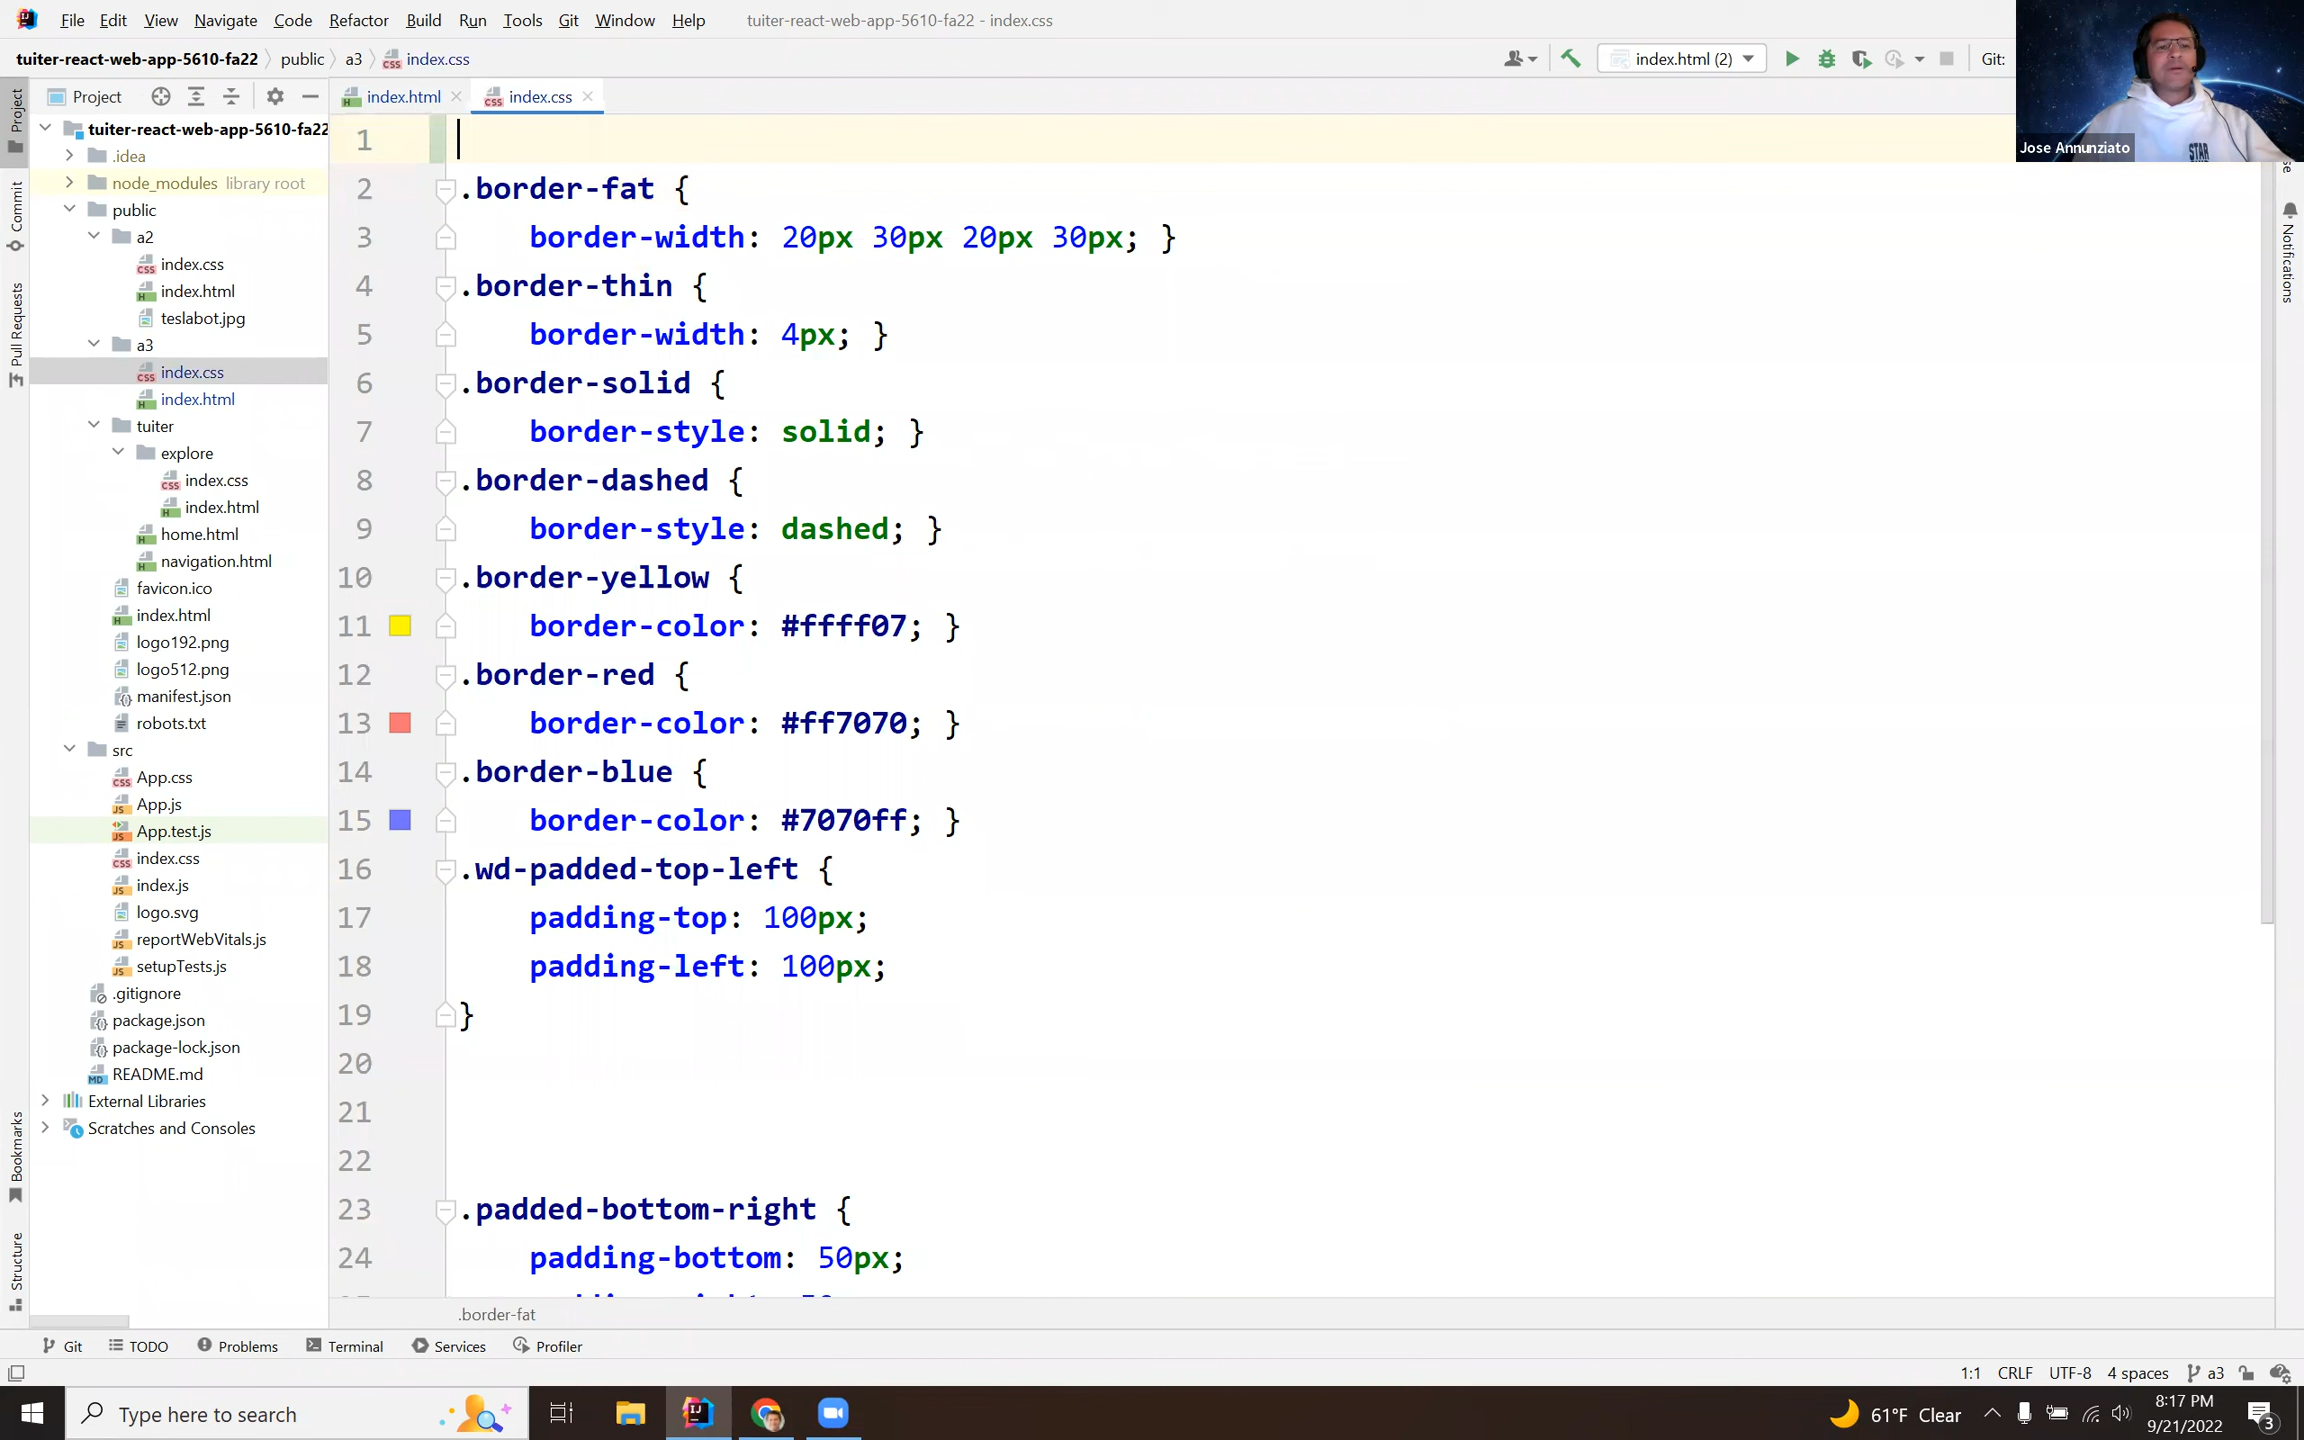 File Edit View Navigate Code Refactor Build Run Tools Git Window Help tuiter-react-web-app-5610-fa22 - index.css
tuiter-react-web-app-5610-fa22 public a3 index.css index.html (2) Git:
Jose Annunziato
STAR
Project
Commit
Pull Requests
Bookmarks
Structure
Notifications
Project
tuiter-react-web-app-5610-fa22
.idea
node_modules library root
public
a2
index.css
index.html
teslabot.jpg
a3
index.css
index.html
tuiter
explore
index.css
index.html
home.html
navigation.html
favicon.ico
index.html
logo192.png
logo512.png
manifest.json
robots.txt
src
App.css
App.js
App.test.js
index.css
index.js
logo.svg
reportWebVitals.js
setupTests.js
.gitignore
package.json
package-lock.json
README.md
External Libraries
Scratches and Consoles
index.html index.css
1
2 .border-fat {
3 border-width: 20px 30px 20px 30px; }
4 .border-thin {
5 border-width: 4px; }
6 .border-solid {
7 border-style: solid; }
8 .border-dashed {
9 border-style: dashed; }
10 .border-yellow {
11 border-color: #ffff07; }
12 .border-red {
13 border-color: #ff7070; }
14 .border-blue {
15 border-color: #7070ff; }
16 .wd-padded-top-left {
17 padding-top: 100px;
18 padding-left: 100px;
19 }
20
21
22
23 .padded-bottom-right {
24 padding-bottom: 50px;
.border-fat
Git TODO Problems Terminal Services Profiler
1:1 CRLF UTF-8 4 spaces a3
Type here to search
61°F Clear
8:17 PM
9/21/2022
3